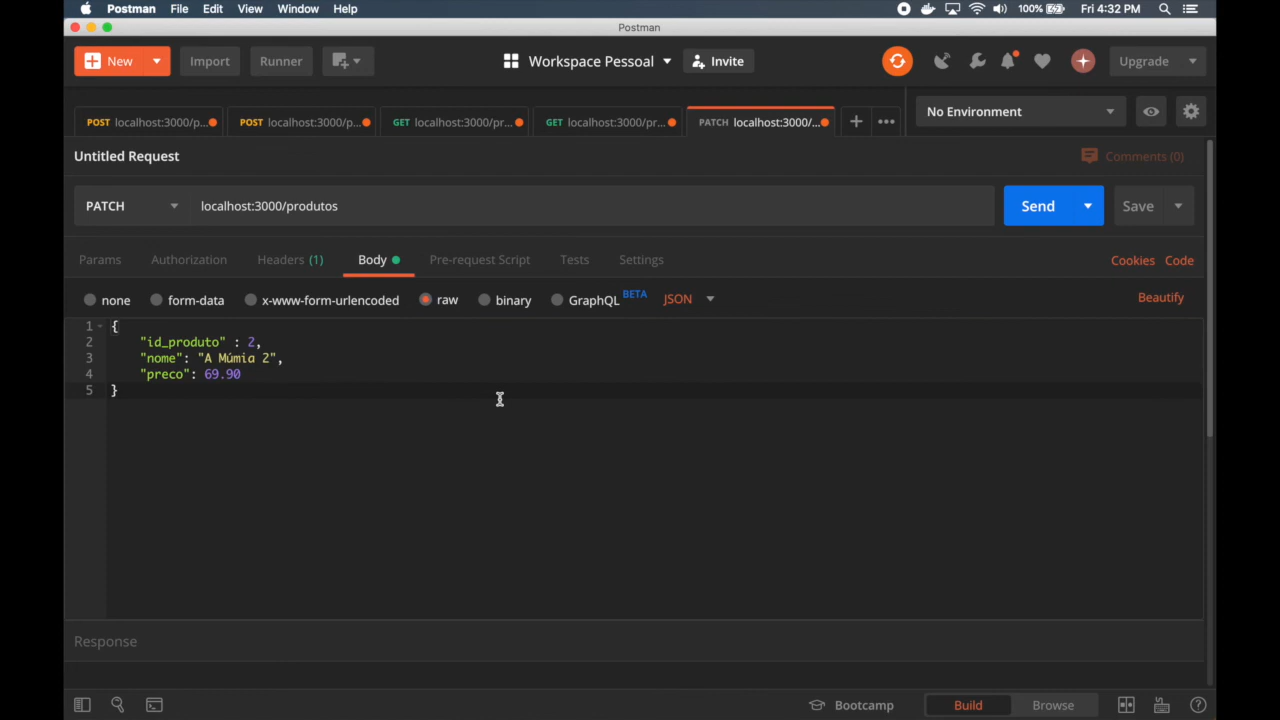 Postman File Edit View Window Help 100% Fri 4:32 PM
Postman
New Import Runner Workspace Pessoal Invite Upgrade
POST localhost:3000/p... POST localhost:3000/p... GET localhost:3000/pr... GET localhost:3000/pr... PATCH localhost:3000/... No Environment
Untitled Request Comments (0)
PATCH localhost:3000/produtos Send Save
Params Authorization Headers (1) Body Pre-request Script Tests Settings Cookies Code
none form-data x-www-form-urlencoded raw binary GraphQL BETA JSON Beautify
1 {
2 "id_produto" : 2,
3 "nome": "A Múmia 2",
4 "preco": 69.90
5 }
Response
Bootcamp Build Browse